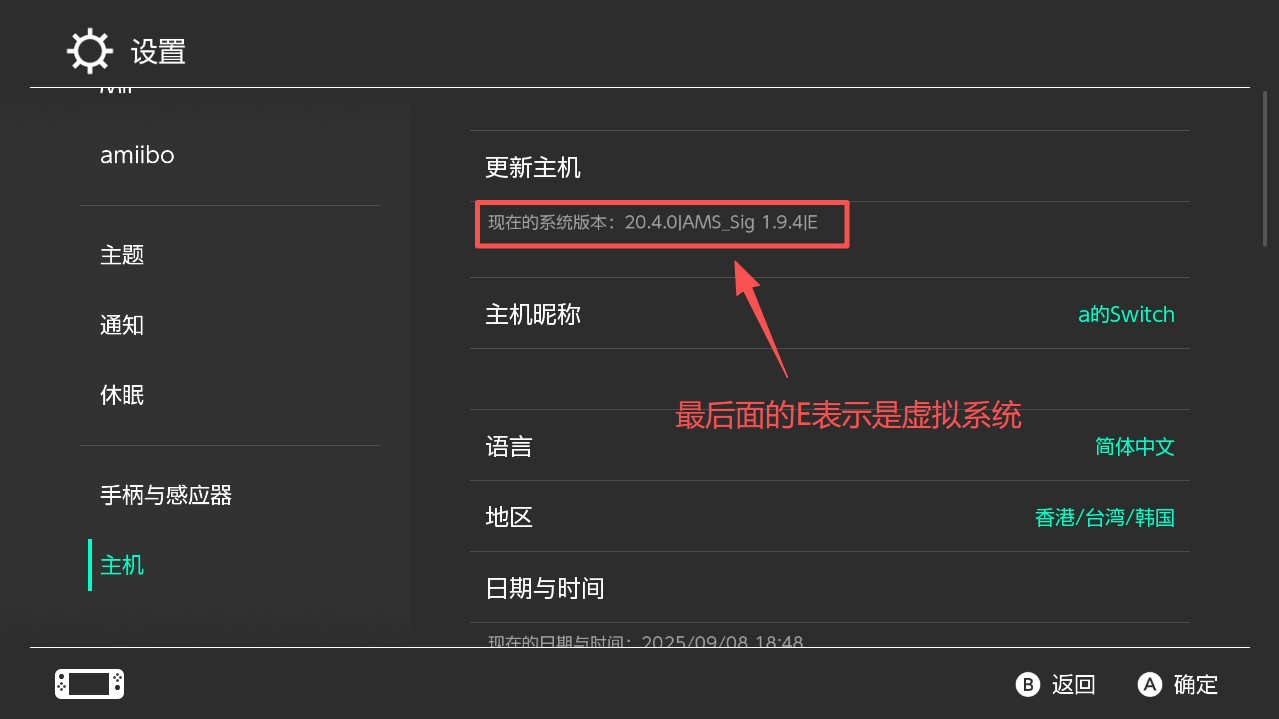 设置
Mii
amiibo
主题
通知
休眠
手柄与感应器
主机
更新主机
现在的系统版本：20.4.0|AMS_Sig 1.9.4|E
主机昵称 a的Switch
最后面的E表示是虚拟系统
语言 简体中文
地区 香港/台湾/韩国
日期与时间
现在的日期与时间：2025/09/08 18:48
B 返回 A 确定